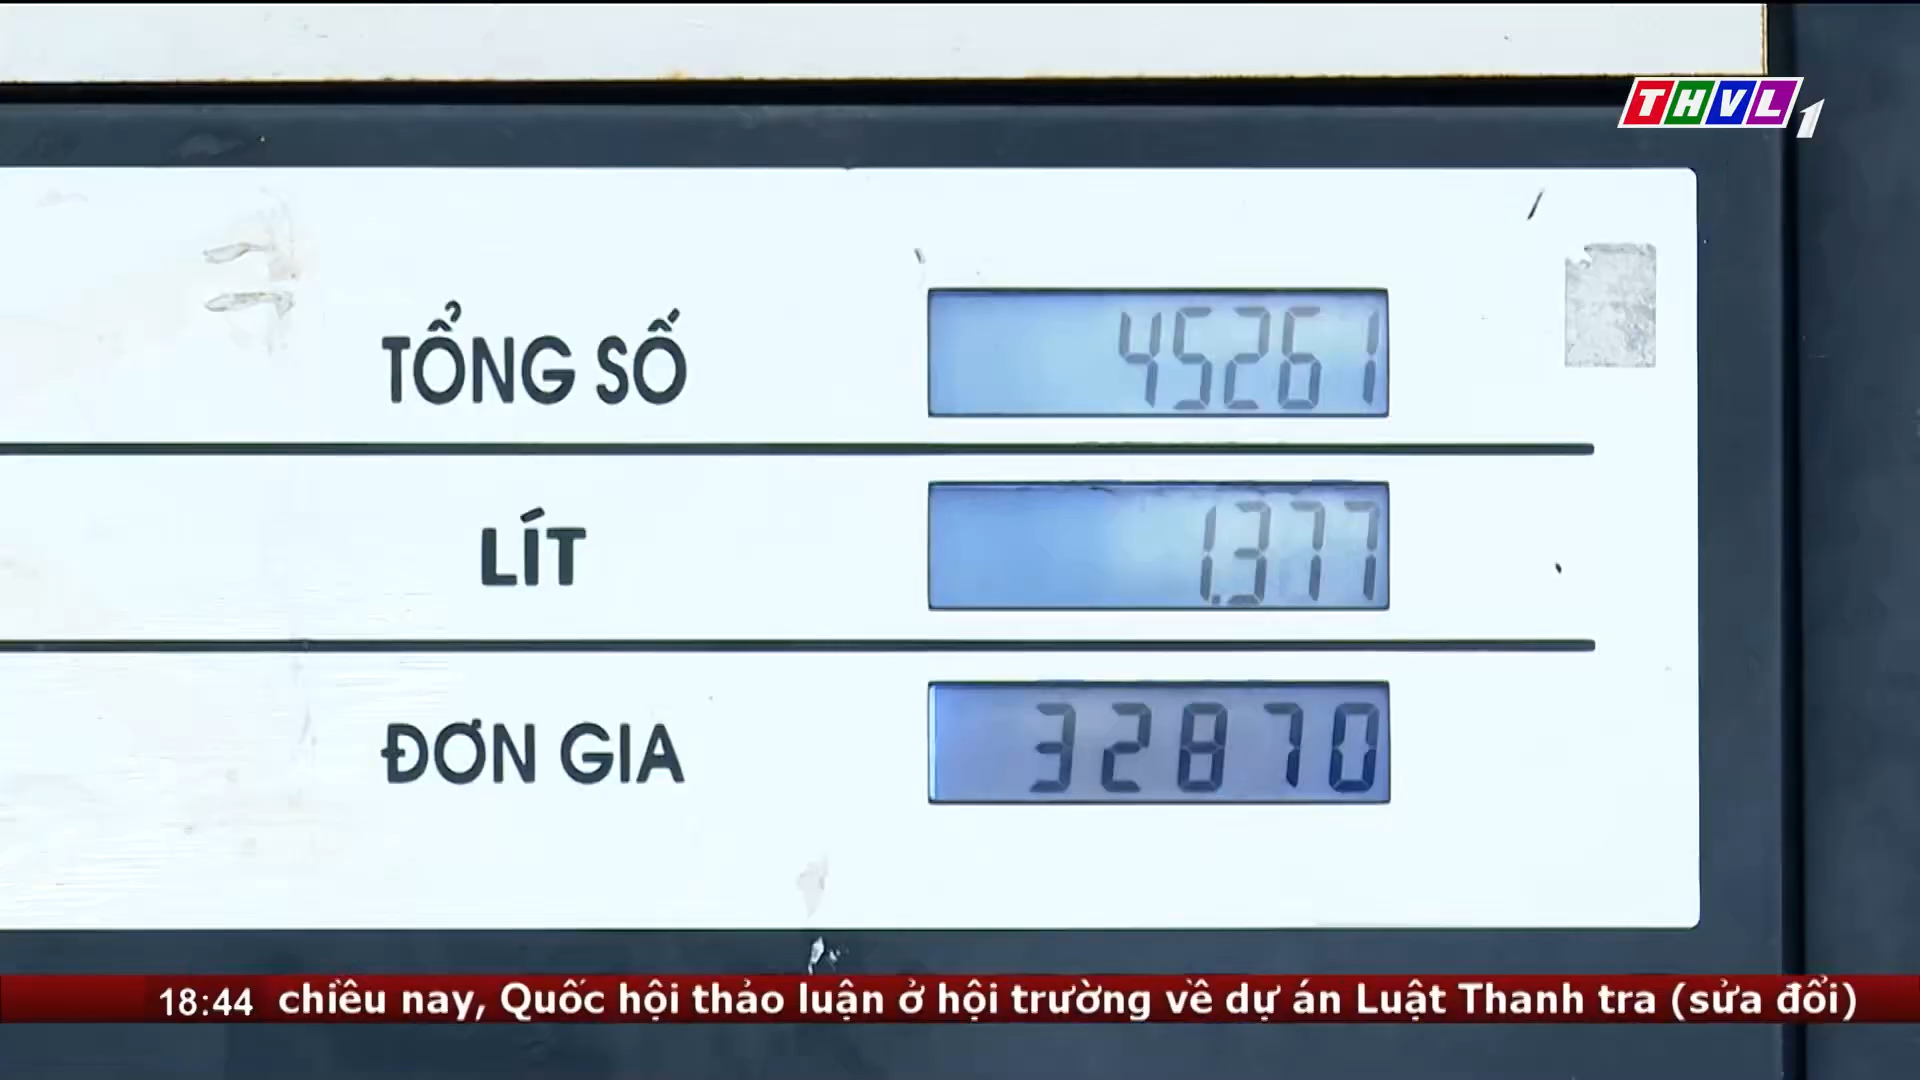 THVL1
TỔNG SỐ 45261
LÍT 1.377
ĐƠN GIA 32870
18:44 chiều nay, Quốc hội thảo luận ở hội trường về dự án Luật Thanh tra (sửa đổi)